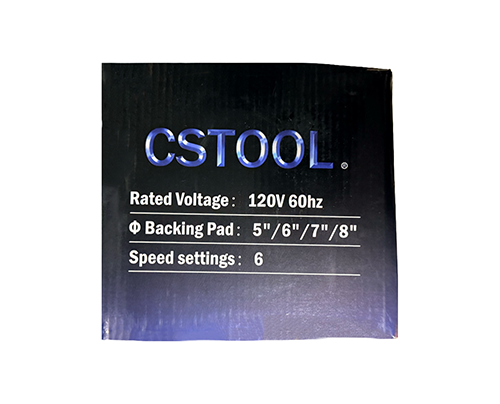 CSTOOL®
Rated Voltage: 120V 60hz
Φ Backing Pad: 5"/6"/7"/8"
Speed settings: 6